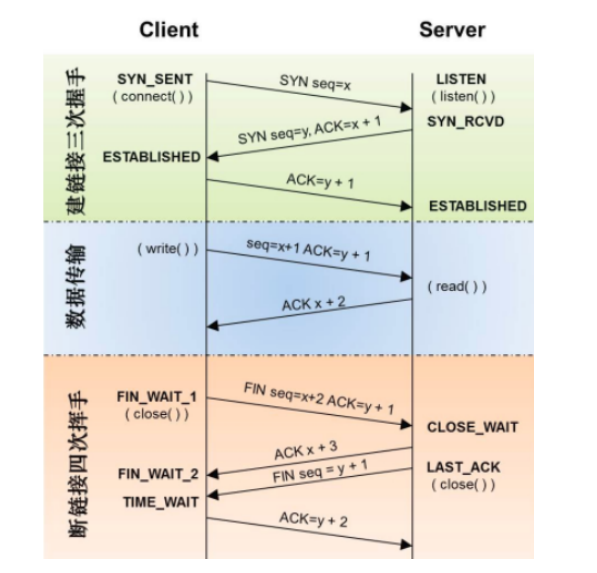 Client
Server
建链接三次握手
SYN_SENT
( connect( ) )
SYN seq=x
LISTEN
( listen( ) )
SYN seq=y, ACK=x + 1
SYN_RCVD
ESTABLISHED
ACK=y + 1
ESTABLISHED
数据传输
( write( ) )
seq=x+1 ACK=y + 1
( read( ) )
ACK x + 2
断链接四次挥手
FIN_WAIT_1
( close( ) )
FIN seq=x+2 ACK=y + 1
CLOSE_WAIT
ACK x + 3
FIN_WAIT_2
FIN seq = y + 1
LAST_ACK
( close( ) )
TIME_WAIT
ACK=y + 2